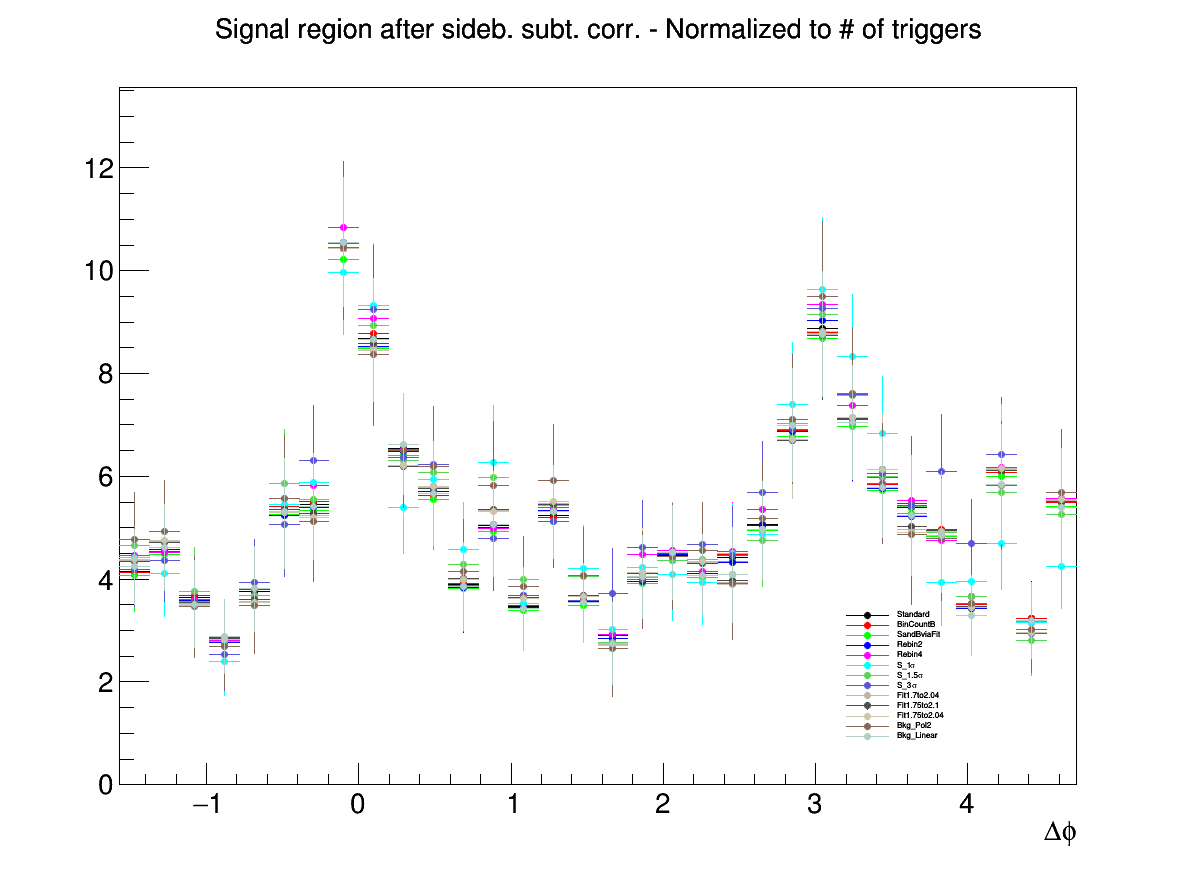 Signal region after sideb. subt. corr. - Normalized to # of triggers
12
10
8
6
4
2
0
Standard
BinCountB
SandBviaFit
Rebin2
Rebin4
S_1σ
S_1.5σ
S_3σ
Fit1.7to2.04
Fit1.75to2.1
Fit1.75to2.04
Bkg_Pol2
Bkg_Linear
−1 0 1 2 3 4
Δϕ